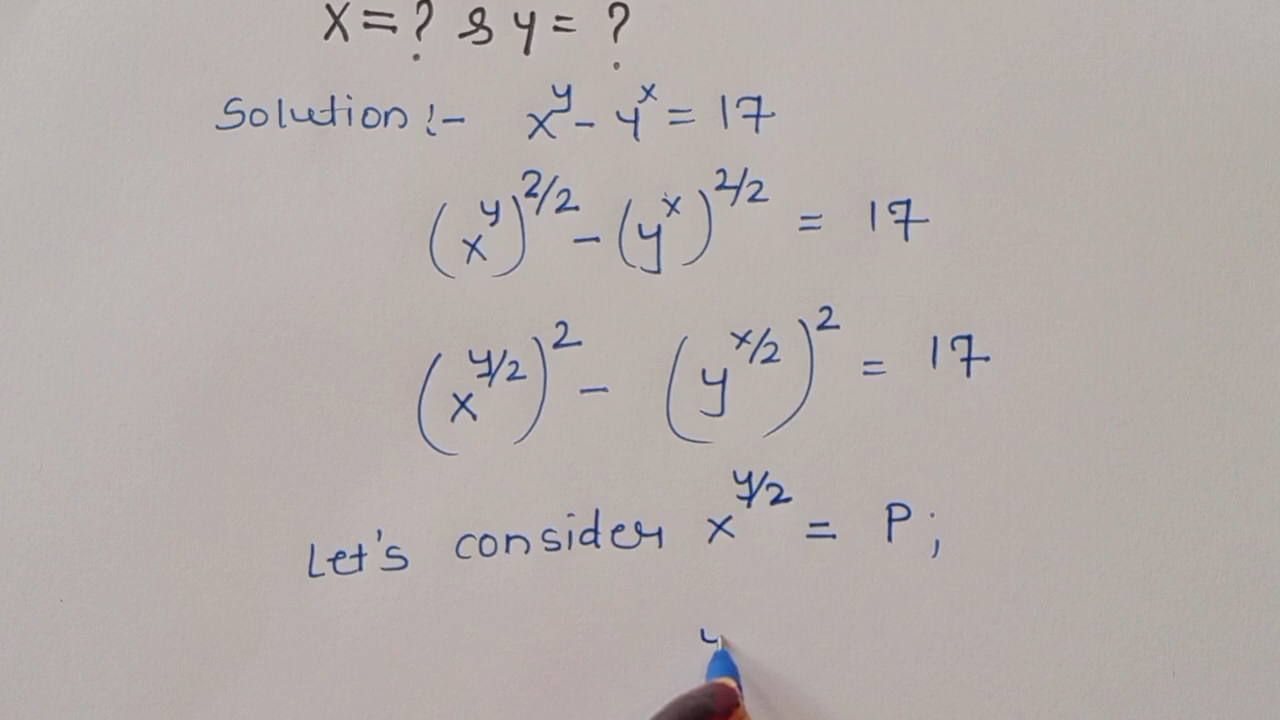 x = ? & y = ?
Solution :- x^y - y^x = 17
(x^y)^2/2 - (y^x)^2/2 = 17
(x^y/2)^2 - (y^x/2)^2 = 17
Let's consider x^y/2 = P;
y